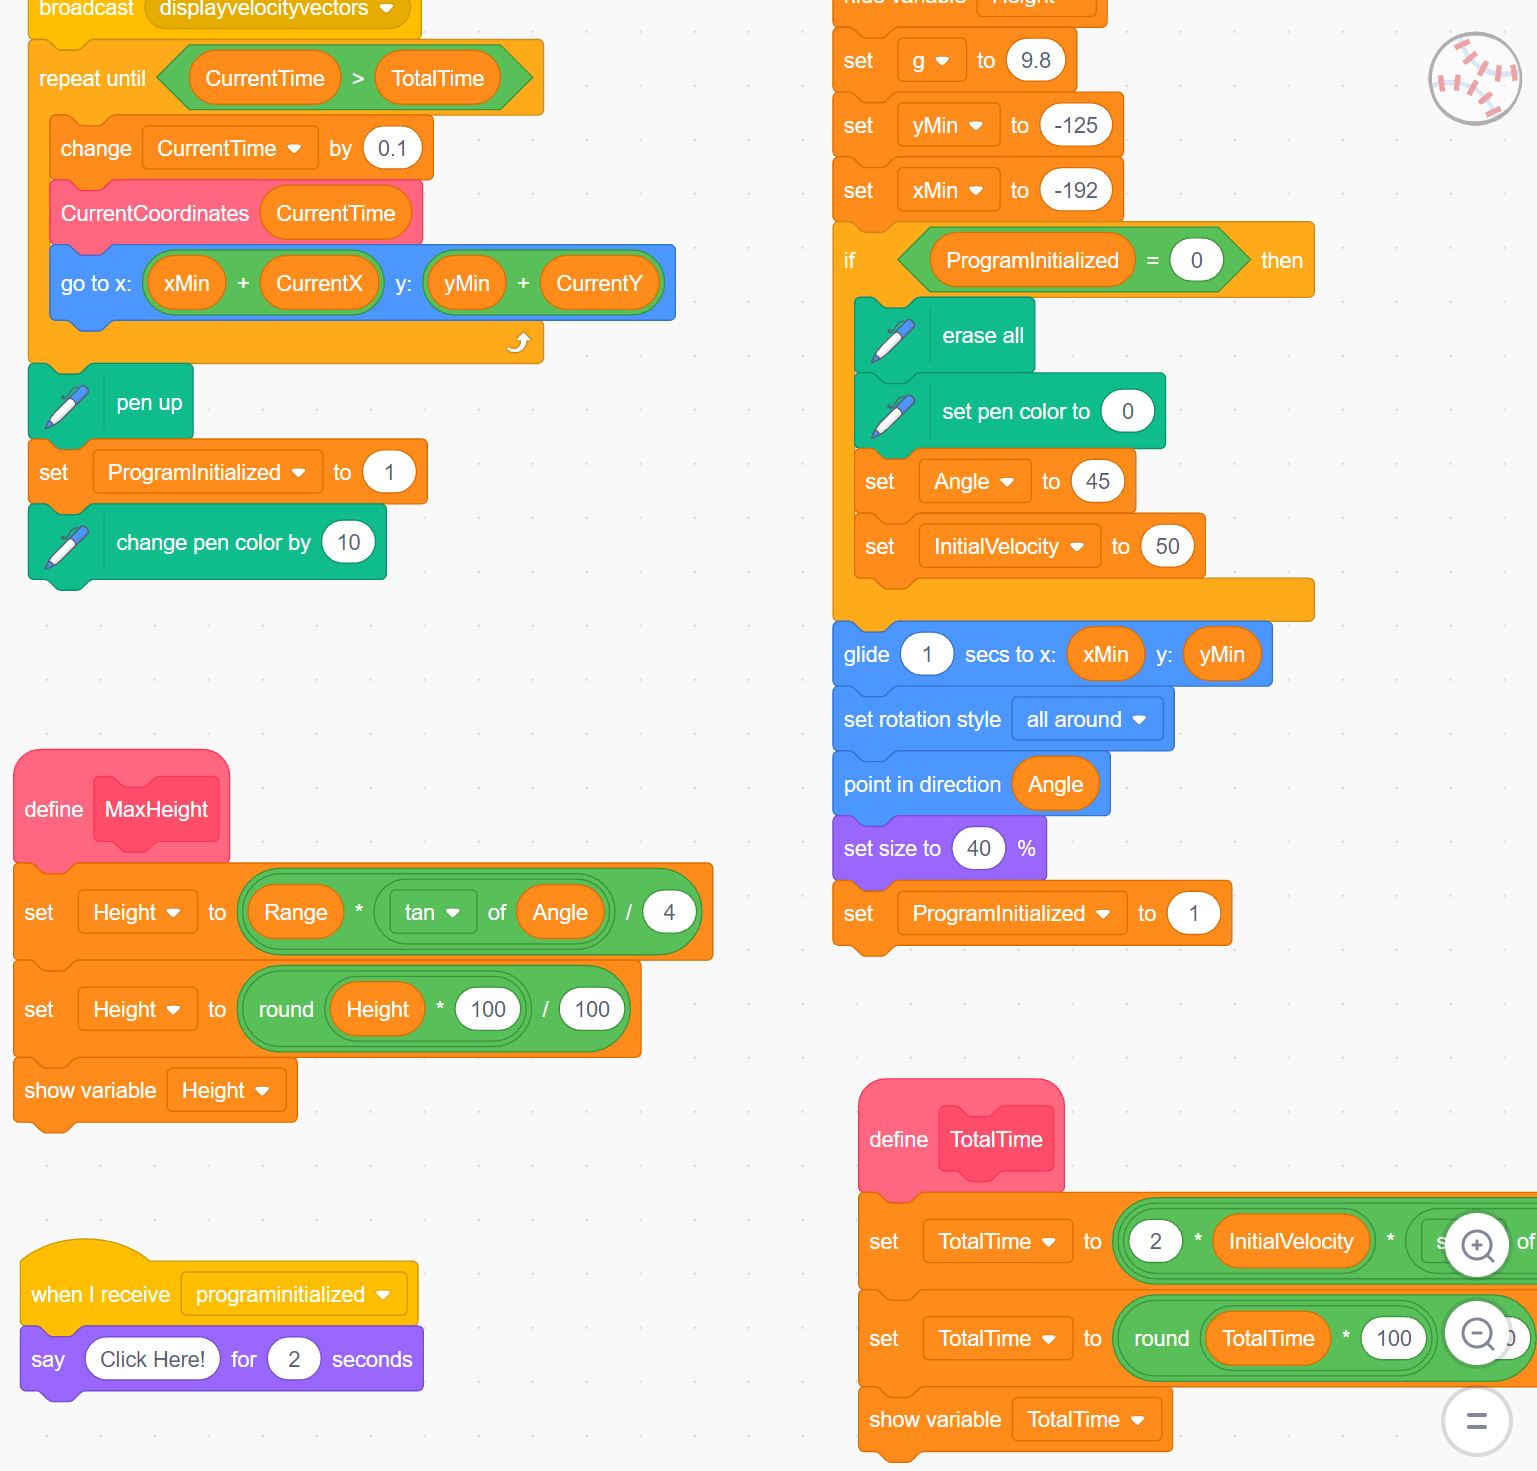 broadcast displayvelocityvectors
repeat until CurrentTime > TotalTime
change CurrentTime by 0.1
CurrentCoordinates CurrentTime
go to x: xMin + CurrentX y: yMin + CurrentY
pen up
set ProgramInitialized to 1
change pen color by 10
define MaxHeight
set Height to Range * tan of Angle / 4
set Height to round Height * 100 / 100
show variable Height
when I receive programinitialized
say Click Here! for 2 seconds
hide variable Height
set g to 9.8
set yMin to -125
set xMin to -192
if ProgramInitialized = 0 then
erase all
set pen color to 0
set Angle to 45
set InitialVelocity to 50
glide 1 secs to x: xMin y: yMin
set rotation style all around
point in direction Angle
set size to 40 %
set ProgramInitialized to 1
define TotalTime
set TotalTime to 2 * InitialVelocity * of
set TotalTime to round TotalTime * 100
show variable TotalTime